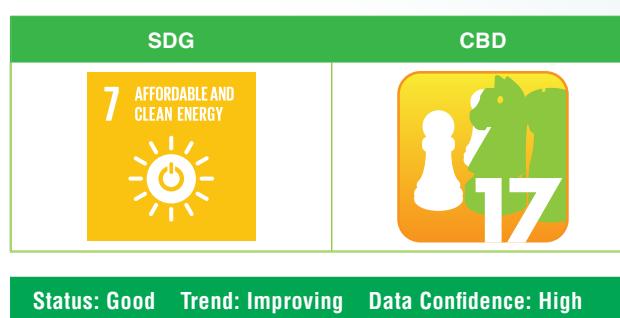 SDG
CBD
7 AFFORDABLE AND
CLEAN ENERGY
17
Status: Good Trend: Improving Data Confidence: High